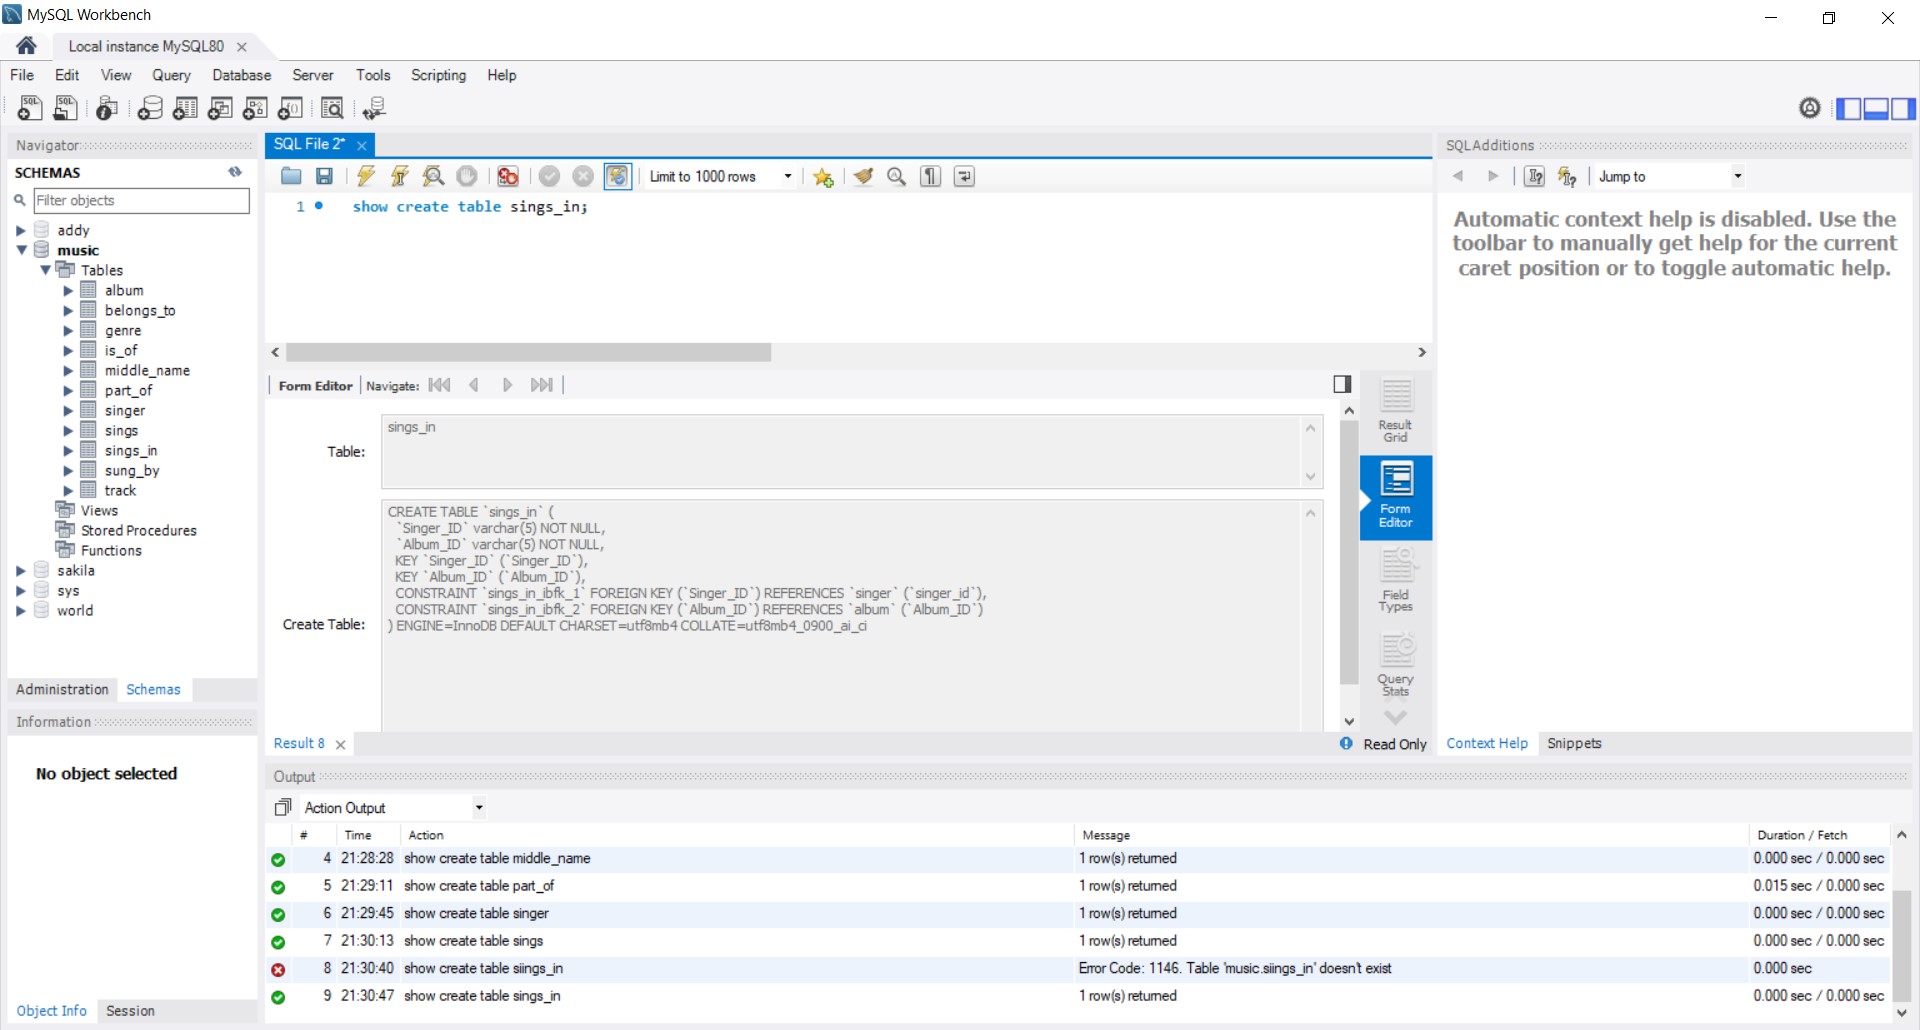 MySQL Workbench
Local instance MySQL80
File Edit View Query Database Server Tools Scripting Help
Navigator
SCHEMAS
Filter objects
addy
music
Tables
album
belongs_to
genre
is_of
middle_name
part_of
singer
sings
sings_in
sung_by
track
Views
Stored Procedures
Functions
sakila
sys
world
Administration Schemas
Information
No object selected
Object Info Session
SQL File 2*
Limit to 1000 rows
1 show create table sings_in;
Form Editor Navigate:
Table:
sings_in
Create Table:
CREATE TABLE `sings_in` (
`Singer_ID` varchar(5) NOT NULL,
`Album_ID` varchar(5) NOT NULL,
KEY `Singer_ID` (`Singer_ID`),
KEY `Album_ID` (`Album_ID`),
CONSTRAINT `sings_in_ibfk_1` FOREIGN KEY (`Singer_ID`) REFERENCES `singer` (`singer_id`),
CONSTRAINT `sings_in_ibfk_2` FOREIGN KEY (`Album_ID`) REFERENCES `album` (`Album_ID`)
) ENGINE=InnoDB DEFAULT CHARSET=utf8mb4 COLLATE=utf8mb4_0900_ai_ci
Result
Grid
Form
Editor
Field
Types
Query
Stats
Result 8
Read Only
SQLAdditions
Jump to
Automatic context help is disabled. Use the
toolbar to manually get help for the current
caret position or to toggle automatic help.
Context Help Snippets
Output
Action Output
# Time Action Message Duration / Fetch
4 21:28:28 show create table middle_name 1 row(s) returned 0.000 sec / 0.000 sec
5 21:29:11 show create table part_of 1 row(s) returned 0.015 sec / 0.000 sec
6 21:29:45 show create table singer 1 row(s) returned 0.000 sec / 0.000 sec
7 21:30:13 show create table sings 1 row(s) returned 0.000 sec / 0.000 sec
8 21:30:40 show create table siings_in Error Code: 1146. Table 'music.siings_in' doesn't exist 0.000 sec
9 21:30:47 show create table sings_in 1 row(s) returned 0.000 sec / 0.000 sec